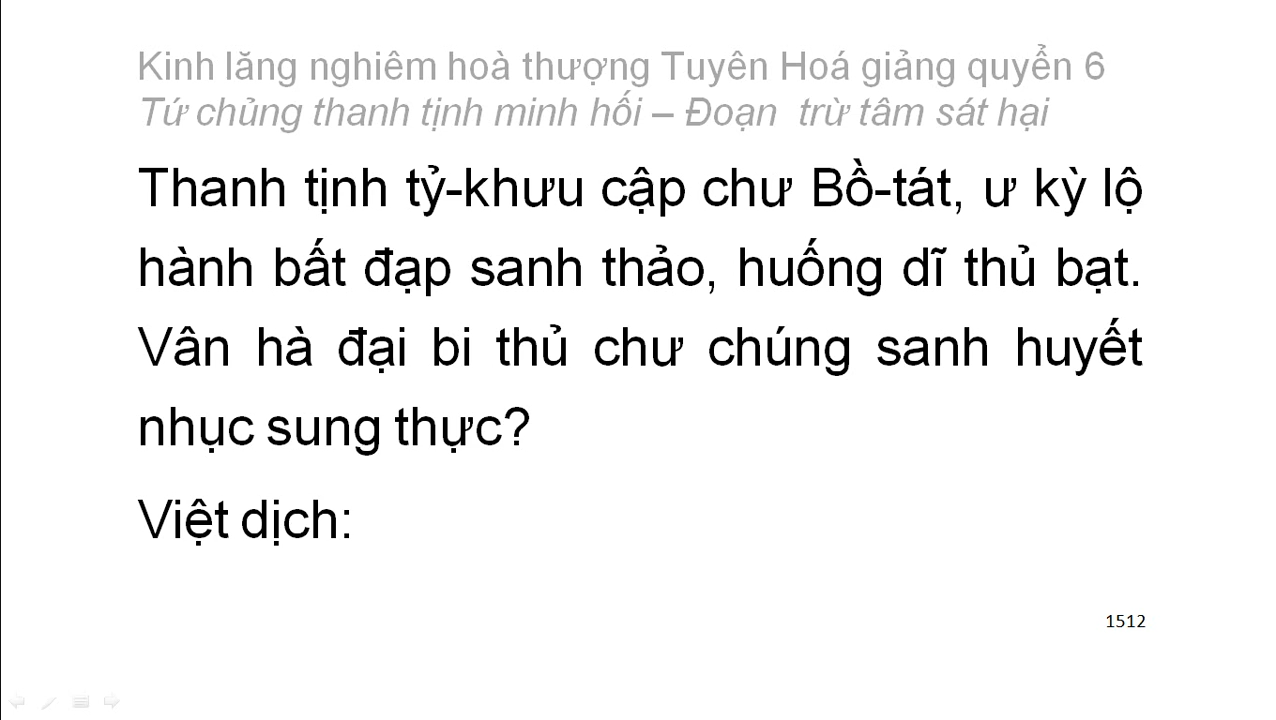 Kinh lăng nghiêm hoà thượng Tuyên Hoá giảng quyển 6
Tứ chủng thanh tịnh minh hối – Đoạn trừ tâm sát hại
Thanh tịnh tỷ-khưu cập chư Bồ-tát, ư kỳ lộ
hành bất đạp sanh thảo, huống dĩ thủ bạt.
Vân hà đại bi thủ chư chúng sanh huyết
nhục sung thực?
Việt dịch:
1512